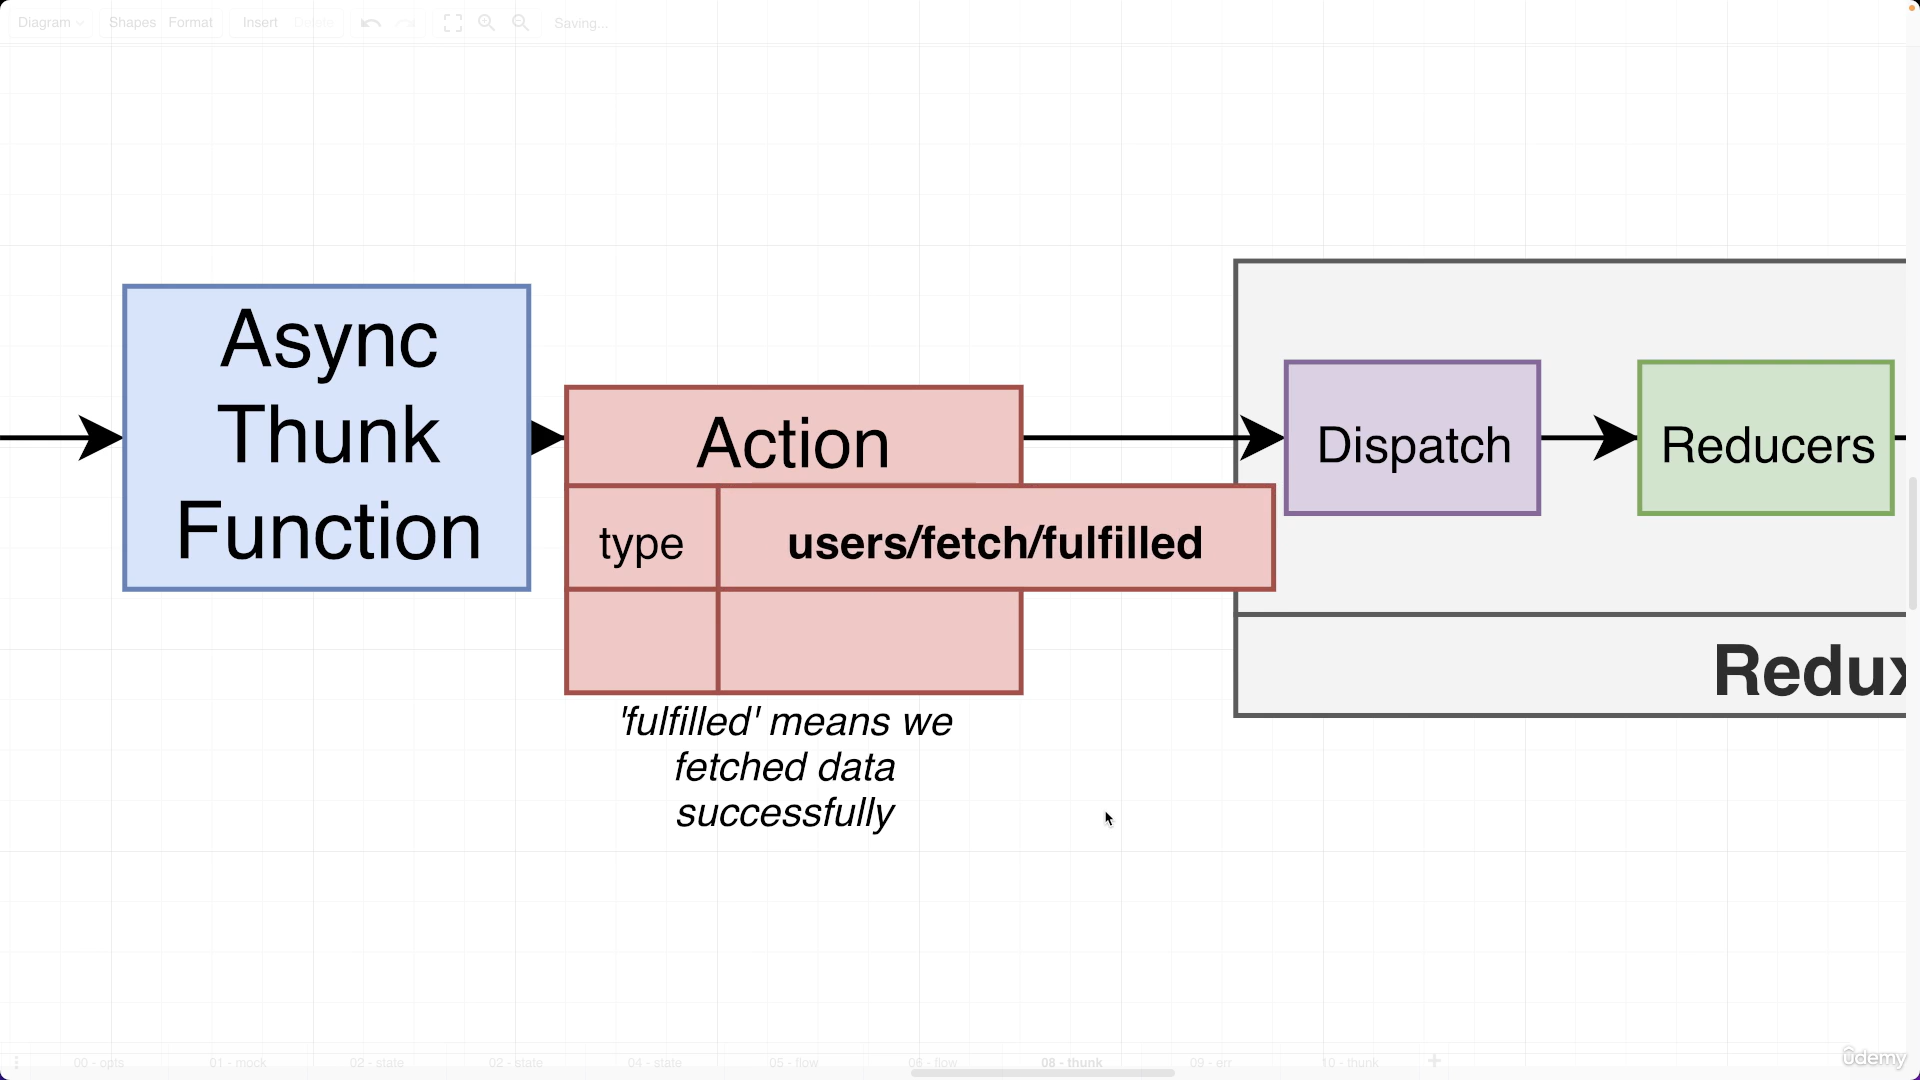 Diagram
Shapes
Format
Insert
Delete
Saving...
Async
Thunk
Function
Action
type
users/fetch/fulfilled
'fulfilled' means we
fetched data
successfully
Dispatch
Reducers
Redux
00 - opts
01 - mock
02 - state
02 - state
04 - state
05 - flow
06 - flow
08 - thunk
09 - err
10 - thunk
ûdemy